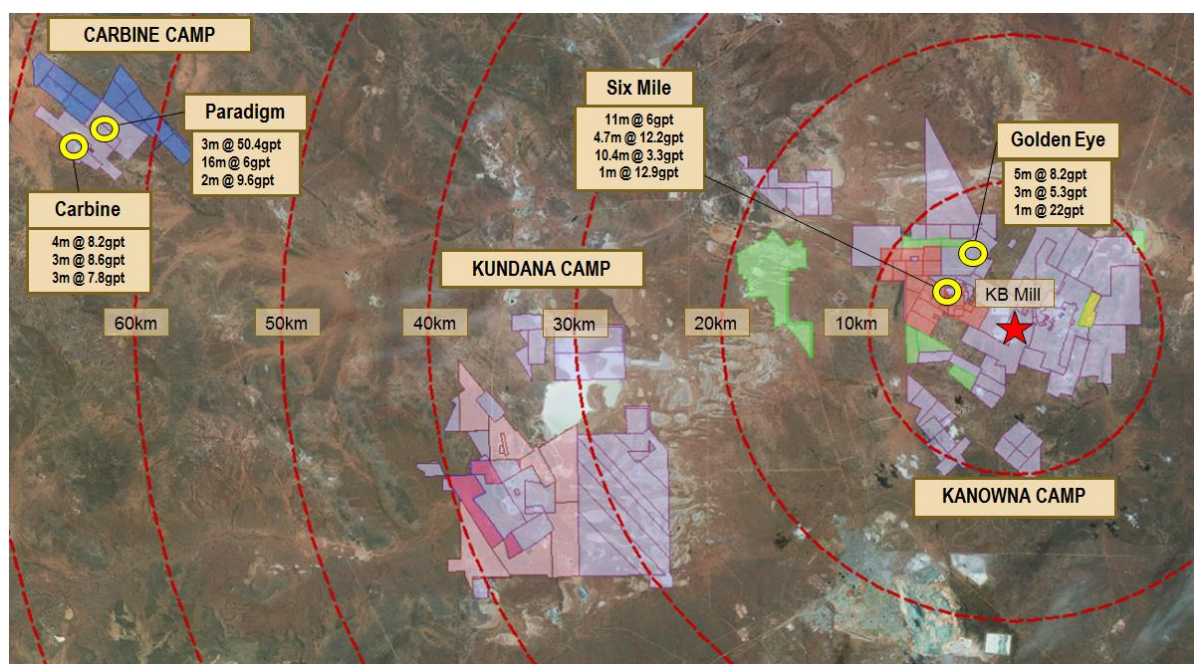 CARBINE CAMP
Paradigm
3m @ 50.4gpt
16m @ 6gpt
2m @ 9.6gpt
Carbine
4m @ 8.2gpt
3m @ 8.6gpt
3m @ 7.8gpt
Six Mile
11m @ 6gpt
4.7m @ 12.2gpt
10.4m @ 3.3gpt
1m @ 12.9gpt
Golden Eye
5m @ 8.2gpt
3m @ 5.3gpt
1m @ 22gpt
KUNDANA CAMP
KB Mill
60km
50km
40km
30km
20km
10km
KANOWNA CAMP